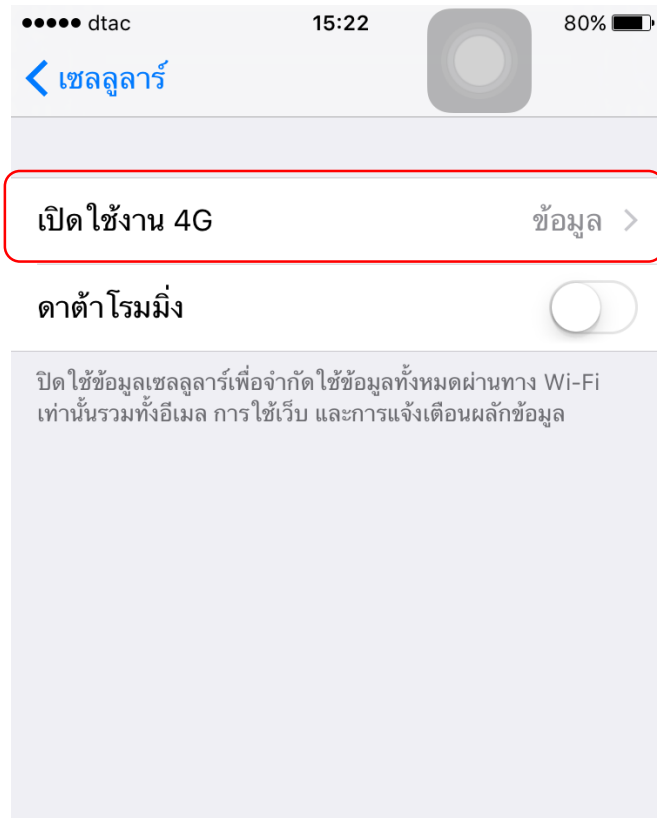 dtac 15:22 80%
เซลลูลาร์
เปิดใช้งาน 4G ข้อมูล
ดาต้าโรมมิ่ง
ปิดใช้ข้อมูลเซลลูลาร์เพื่อจำกัดใช้ข้อมูลทั้งหมดผ่านทาง Wi-Fi
เท่านั้นรวมทั้งอีเมล การใช้เว็บ และการแจ้งเตือนผลักข้อมูล